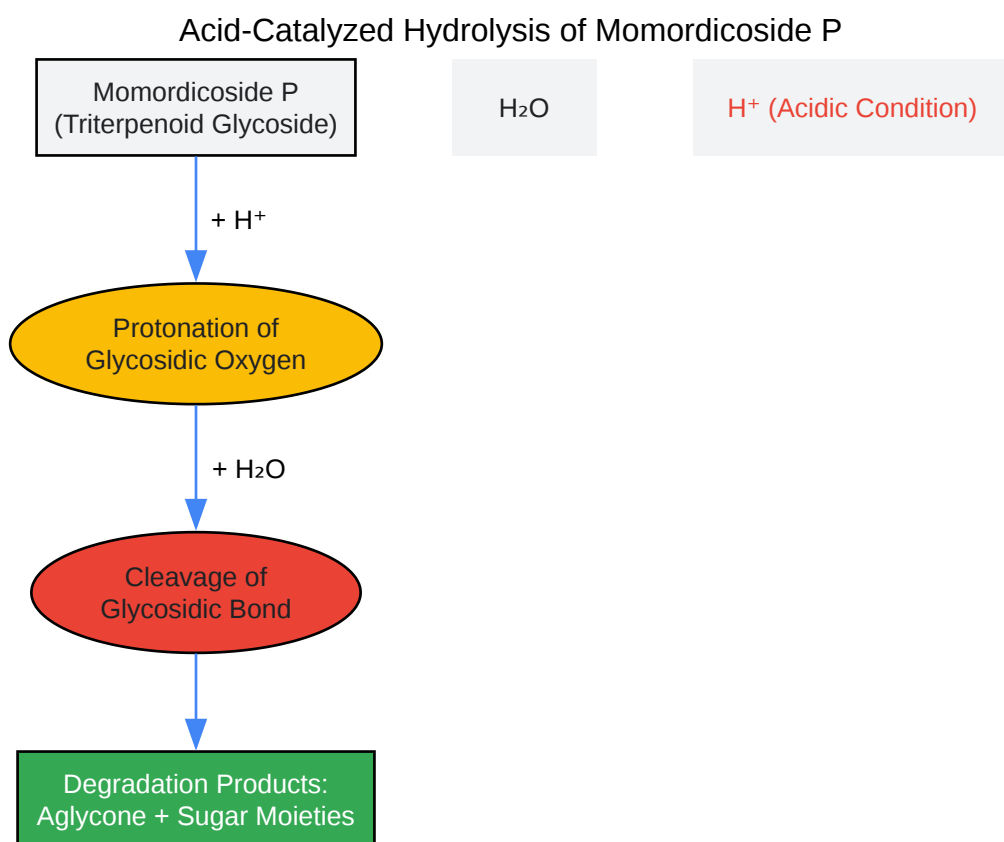 Acid-Catalyzed Hydrolysis of Momordicoside P
Momordicoside P
(Triterpenoid Glycoside)
H₂O
H⁺ (Acidic Condition)
+ H⁺
Protonation of
Glycosidic Oxygen
+ H₂O
Cleavage of
Glycosidic Bond
Degradation Products:
Aglycone + Sugar Moieties